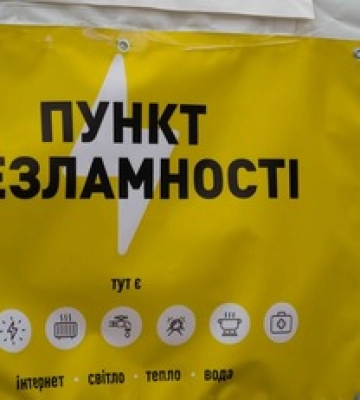 ПУНКТ
ЕЗЛАМНОСТІ
тут є
інтернет · світло · тепло · вода